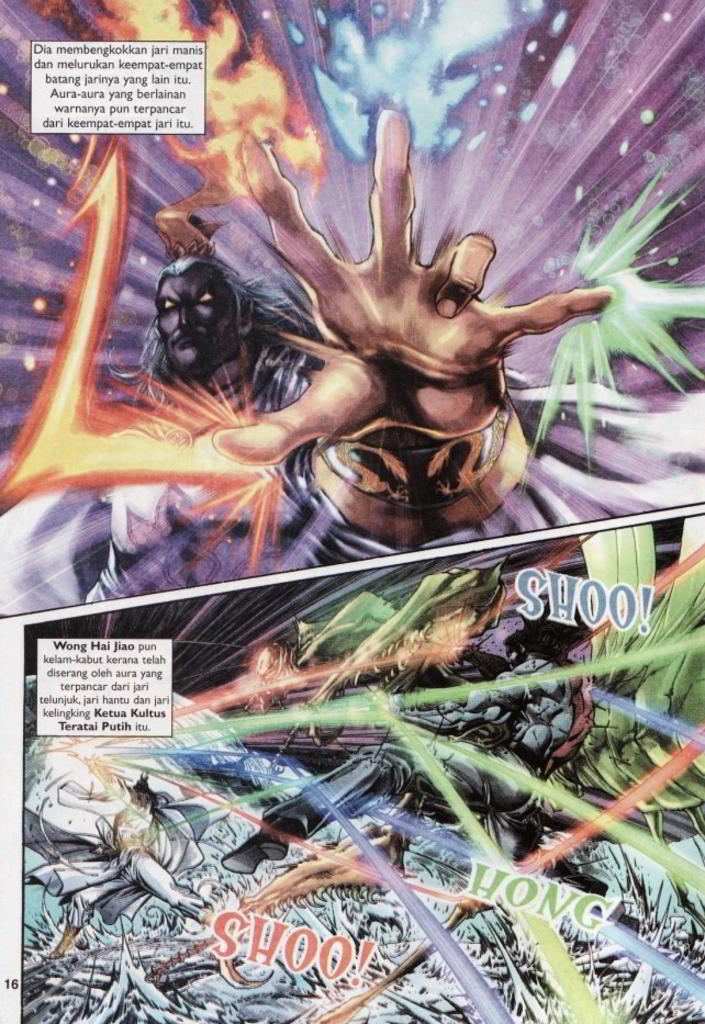 Dia membengkokkan jari manis
dan melurukan keempat-empat
batang jarinya yang lain itu.
Aura-aura yang berlainan
warnanya pun terpancar
dari keempat-empat jari itu.
SHOO!
Wong Hai Jiao pun
kelam-kabut kerana telah
diserang oleh aura yang
terpancar dari jari
telunjuk, jari hantu dan jari
kelingking Ketua Kultus
Teratai Putih itu.
HONG
SHOO!
16